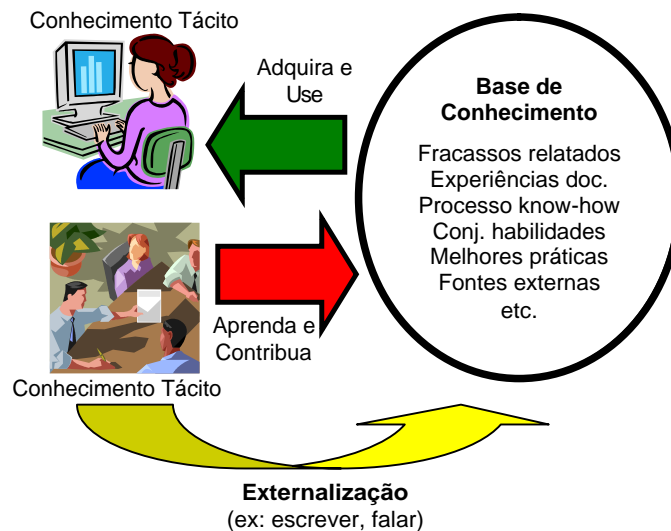 Conhecimento Tácito
Adquira e
Use
Base de
Conhecimento
Fracassos relatados
Experiências doc.
Processo know-how
Conj. habilidades
Melhores práticas
Fontes externas
etc.
Aprenda e
Contribua
Conhecimento Tácito
Externalização
(ex: escrever, falar)